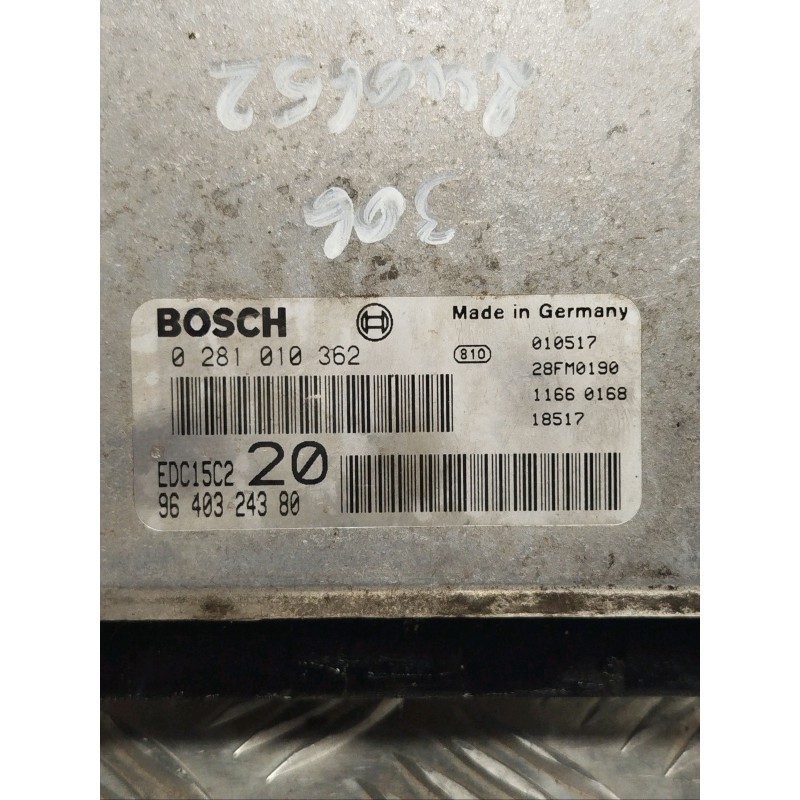 306
BOSCH
Made in Germany
0 281 010 362
810
010517
28FM0190
1166 0168
18517
EDC15C2 20
96 403 243 80